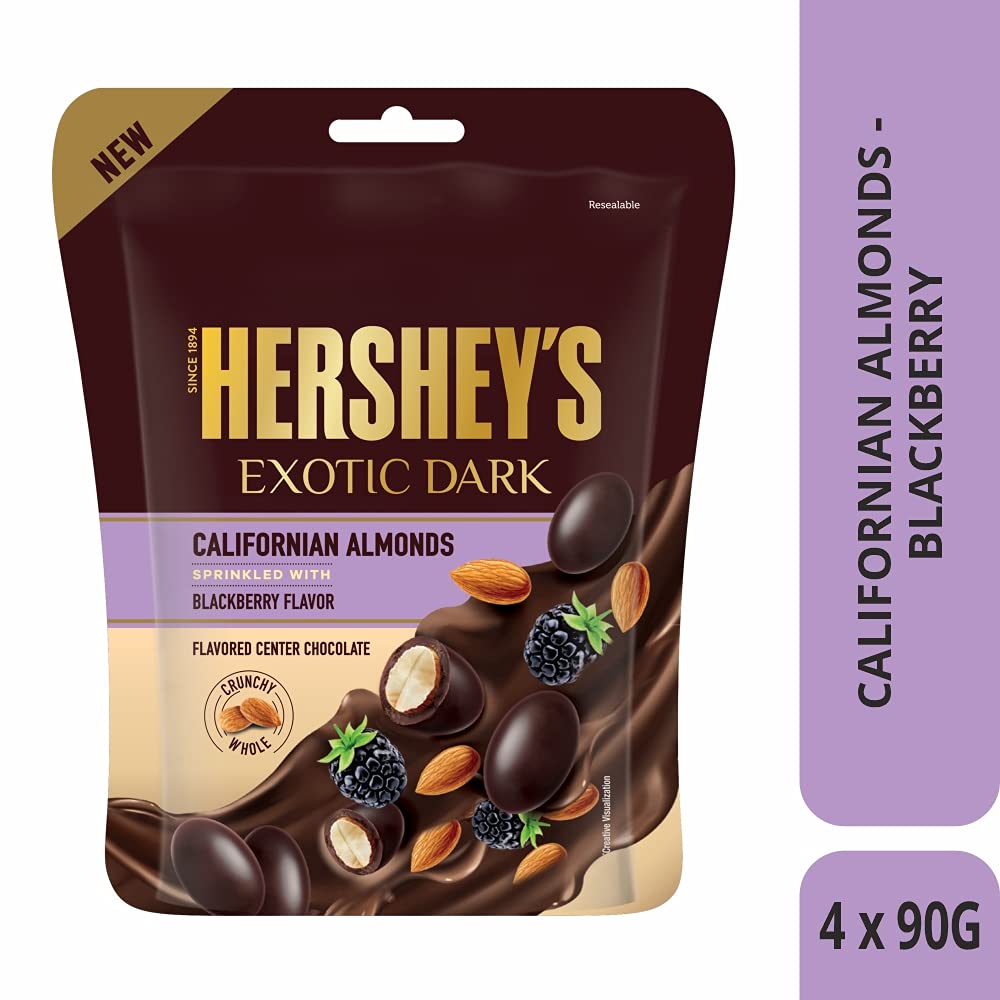 NEW
Resealable
SINCE 1894
HERSHEY'S
EXOTIC DARK
CALIFORNIAN ALMONDS
SPRINKLED WITH
BLACKBERRY FLAVOR
FLAVORED CENTER CHOCOLATE
CRUNCHY
WHOLE
Creative Visualization
CALIFORNIAN ALMONDS -
BLACKBERRY
4 x 90G